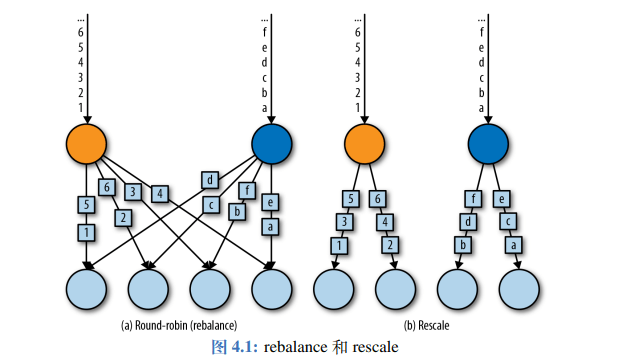 ... ... ... ...
6 f 6 f
5 e 5 e
4 d 4 d
3 c 3 c
2 b 2 b
1 a 1 a
d
6 3 4 f 5 6 f e
5 c e
2 b 3 4 d c
1 a 1 2 b a
(a) Round-robin (rebalance) (b) Rescale
图 4.1: rebalance 和 rescale